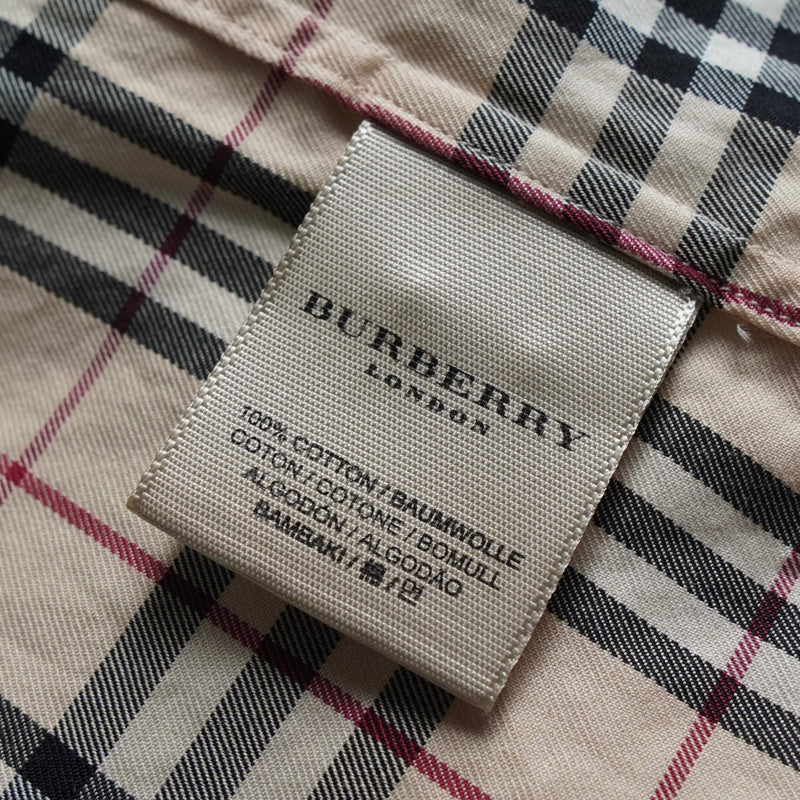 BURBERRY
LONDON
100% COTTON / BAUMWOLLE
COTON / COTONE / BOMULL
ALGODÓN / ALGODÃO
BAMBAKI / 綿 / 면